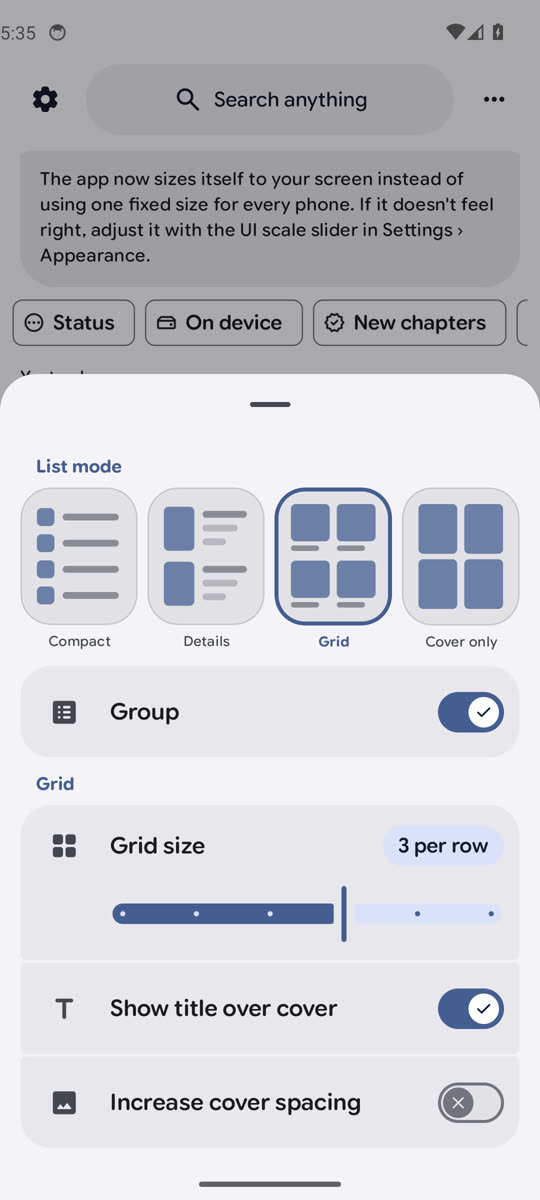 5:35
Search anything
The app now sizes itself to your screen instead of
using one fixed size for every phone. If it doesn't feel
right, adjust it with the UI scale slider in Settings ›
Appearance.
Status
On device
New chapters
List mode
Compact
Details
Grid
Cover only
Group
Grid
Grid size
3 per row
Show title over cover
Increase cover spacing